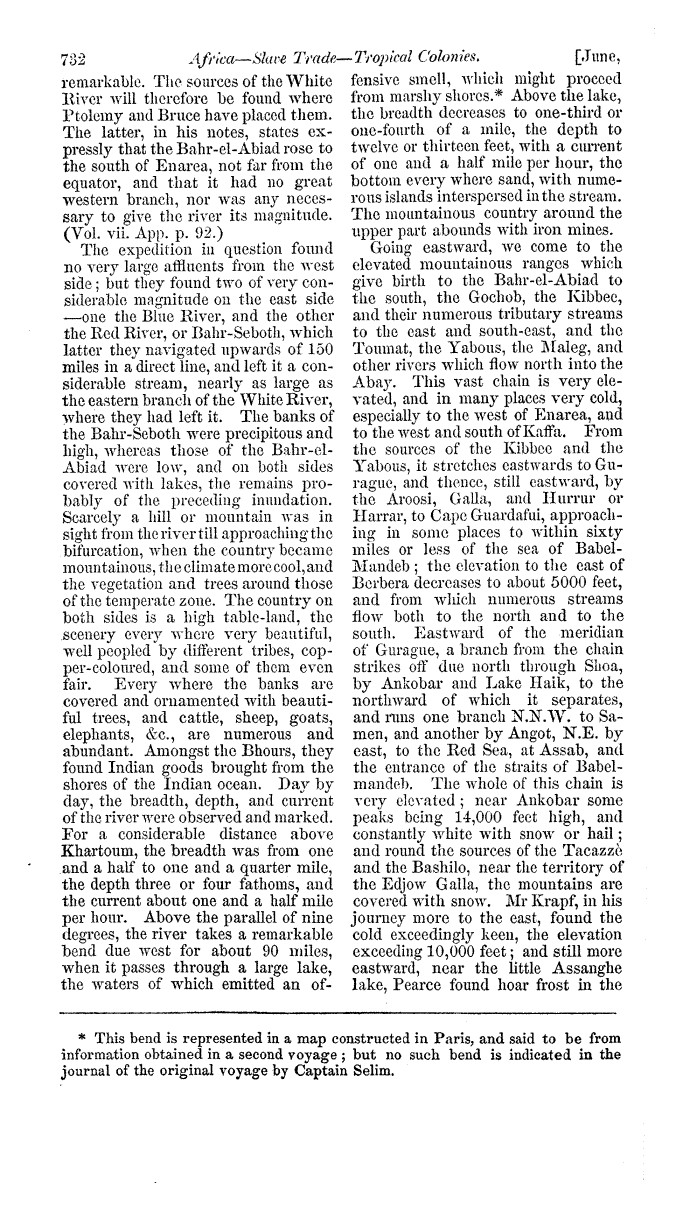 732 Africa—Slave Trade—Tropical Colonies. [June,
remarkable. The sources of the White
River will therefore be found where
Ptolemy and Bruce have placed them.
The latter, in his notes, states ex-
pressly that the Bahr-el-Abiad rose to
the south of Enarea, not far from the
equator, and that it had no great
western branch, nor was any neces-
sary to give the river its magnitude.
(Vol. vii. App. p. 92.)
The expedition in question found
no very large affluents from the west
side; but they found two of very con-
siderable magnitude on the east side
—one the Blue River, and the other
the Red River, or Bahr-Seboth, which
latter they navigated upwards of 150
miles in a direct line, and left it a con-
siderable stream, nearly as large as
the eastern branch of the White River,
where they had left it. The banks of
the Bahr-Seboth were precipitous and
high, whereas those of the Bahr-el-
Abiad were low, and on both sides
covered with lakes, the remains pro-
bably of the preceding inundation.
Scarcely a hill or mountain was in
sight from the river till approaching the
bifurcation, when the country became
mountainous, the climate more cool, and
the vegetation and trees around those
of the temperate zone. The country on
both sides is a high table-land, the
scenery every where very beautiful,
well peopled by different tribes, cop-
per-coloured, and some of them even
fair. Every where the banks are
covered and ornamented with beauti-
ful trees, and cattle, sheep, goats,
elephants, &c., are numerous and
abundant. Amongst the Bhours, they
found Indian goods brought from the
shores of the Indian ocean. Day by
day, the breadth, depth, and current
of the river were observed and marked.
For a considerable distance above
Khartoum, the breadth was from one
and a half to one and a quarter mile,
the depth three or four fathoms, and
the current about one and a half mile
per hour. Above the parallel of nine
degrees, the river takes a remarkable
bend due west for about 90 miles,
when it passes through a large lake,
the waters of which emitted an of-
fensive smell, which might proceed
from marshy shores.* Above the lake,
the breadth decreases to one-third or
one-fourth of a mile, the depth to
twelve or thirteen feet, with a current
of one and a half mile per hour, the
bottom every where sand, with nume-
rous islands interspersed in the stream.
The mountainous country around the
upper part abounds with iron mines.
Going eastward, we come to the
elevated mountainous ranges which
give birth to the Bahr-el-Abiad to
the south, the Gochob, the Kibbee,
and their numerous tributary streams
to the east and south-east, and the
Toumat, the Yabous, the Maleg, and
other rivers which flow north into the
Abay. This vast chain is very ele-
vated, and in many places very cold,
especially to the west of Enarea, and
to the west and south of Kaffa. From
the sources of the Kibbee and the
Yabous, it stretches eastwards to Gu-
rague, and thence, still eastward, by
the Aroosi, Galla, and Hurrur or
Harrar, to Cape Guardafui, approach-
ing in some places to within sixty
miles or less of the sea of Babel-
Mandeb; the elevation to the east of
Berbera decreases to about 5000 feet,
and from which numerous streams
flow both to the north and to the
south. Eastward of the meridian
of Gurague, a branch from the chain
strikes off due north through Shoa,
by Ankobar and Lake Haik, to the
northward of which it separates,
and runs one branch N.N.W. to Sa-
men, and another by Angot, N.E. by
east, to the Red Sea, at Assab, and
the entrance of the straits of Babel-
mandeb. The whole of this chain is
very elevated; near Ankobar some
peaks being 14,000 feet high, and
constantly white with snow or hail;
and round the sources of the Tacazzè
and the Bashilo, near the territory of
the Edjow Galla, the mountains are
covered with snow. Mr Krapf, in his
journey more to the east, found the
cold exceedingly keen, the elevation
exceeding 10,000 feet; and still more
eastward, near the little Assanghe
lake, Pearce found hoar frost in the
* This bend is represented in a map constructed in Paris, and said to be from
information obtained in a second voyage; but no such bend is indicated in the
journal of the original voyage by Captain Selim.